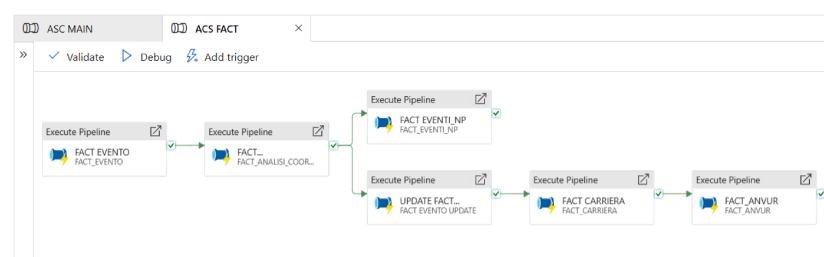 ASC MAIN
ACS FACT
Validate
Debug
Add trigger
Execute Pipeline
FACT EVENTO
FACT_EVENTO
Execute Pipeline
FACT...
FACT_ANALISI_COOR...
Execute Pipeline
FACT EVENTI_NP
FACT_EVENTI_NP
Execute Pipeline
UPDATE FACT...
FACT EVENTO UPDATE
Execute Pipeline
FACT CARRIERA
FACT_CARRIERA
Execute Pipeline
FACT_ANVUR
FACT_ANVUR